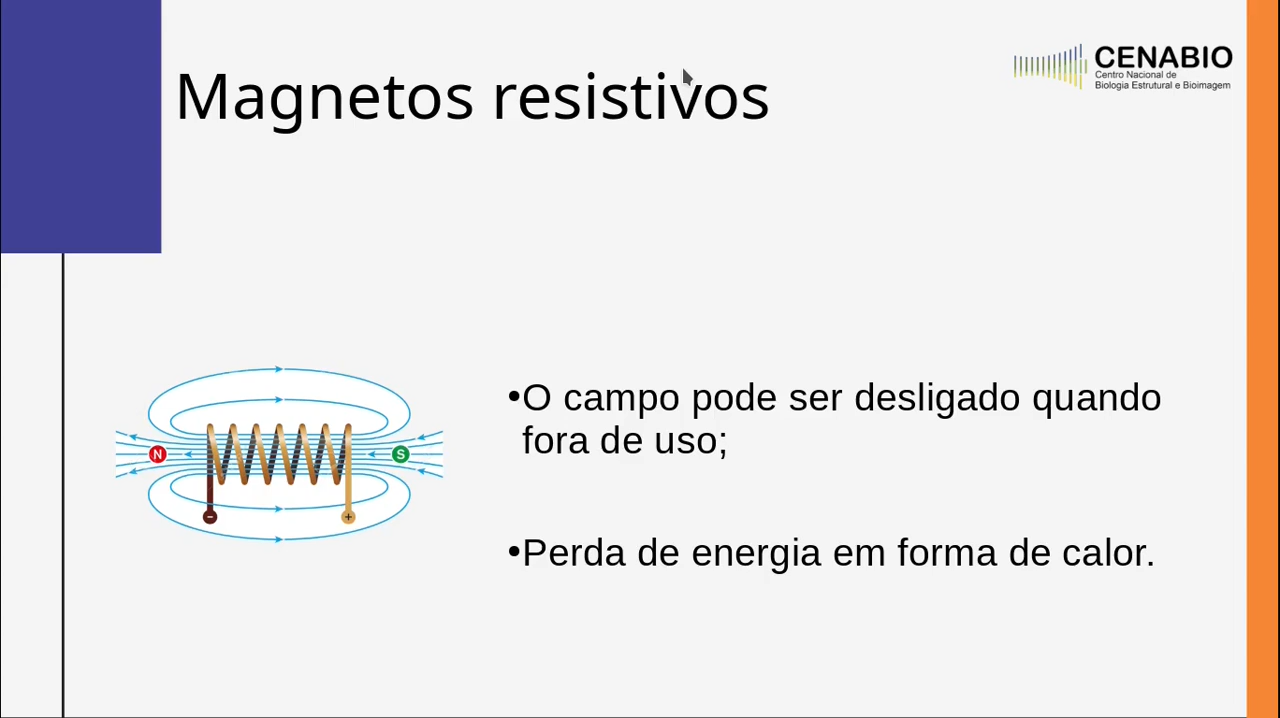 Magnetos resistivos
CENABIO
Centro Nacional de
Biologia Estrutural e Bioimagem
•O campo pode ser desligado quando
fora de uso;
N
S
- +
•Perda de energia em forma de calor.